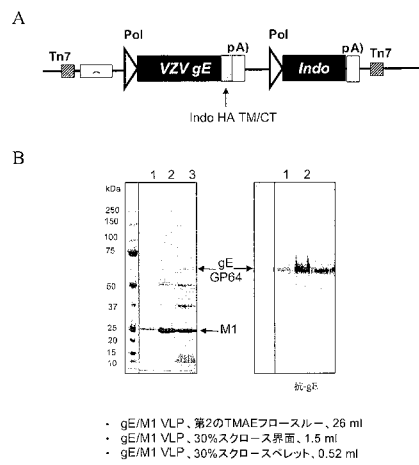 A
Pol
pA)
Pol
pA)
Tn7
Tn7
VZV gE
Indo
Indo HA TM/CT
B
1 2 3
1 2
kDa
250
150
100
75
50
37
25
20
15
10
gE
GP64
M1
抗-gE
・ gE/M1 VLP、第2のTMAEフロースルー、26 ml
・ gE/M1 VLP、30%スクロース界面、1.5 ml
・ gE/M1 VLP、30%スクロースペレット、0.52 ml